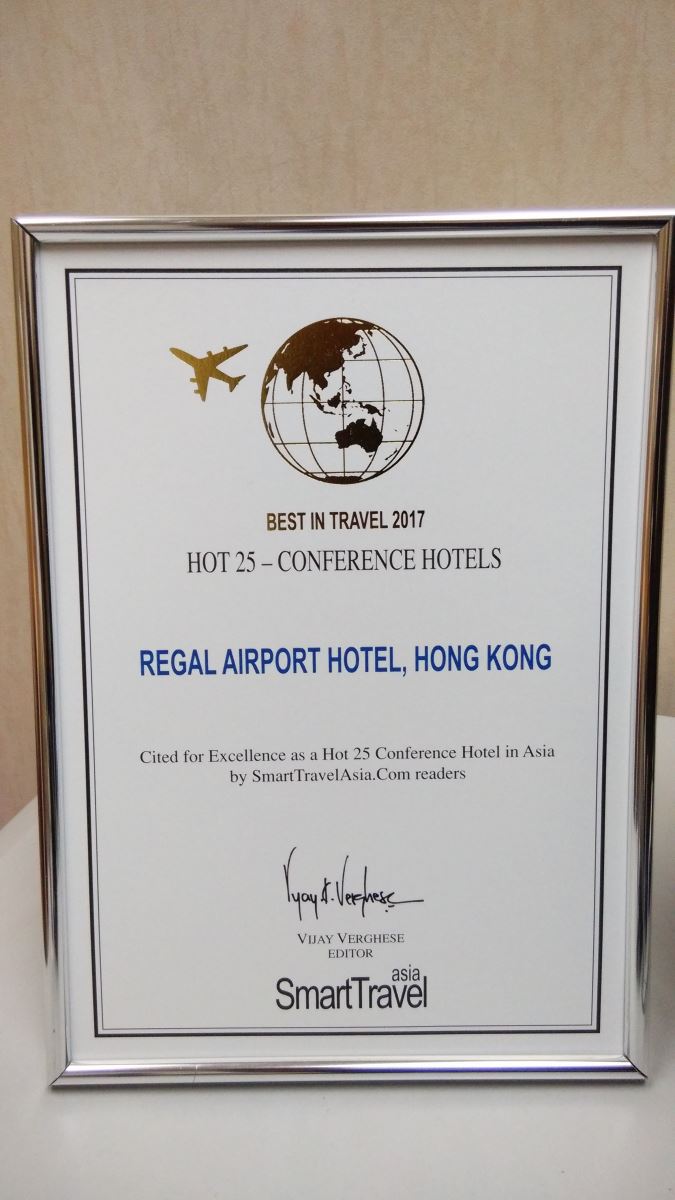 BEST IN TRAVEL 2017
HOT 25 – CONFERENCE HOTELS
REGAL AIRPORT HOTEL, HONG KONG
Cited for Excellence as a Hot 25 Conference Hotel in Asia
by SmartTravelAsia.Com readers
Vijay K. Verghese
VIJAY VERGHESE
EDITOR
asia
SmartTravel